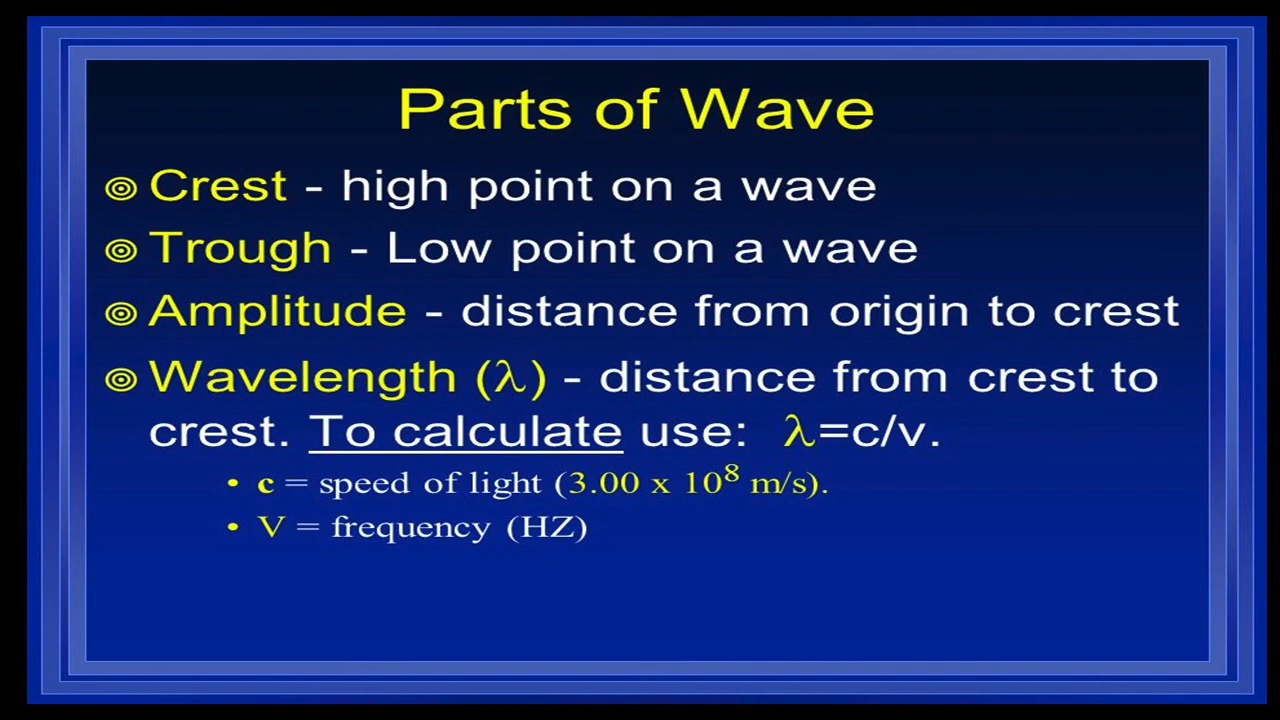 Parts of Wave
Crest - high point on a wave
Trough - Low point on a wave
Amplitude - distance from origin to crest
Wavelength (λ) - distance from crest to
crest. To calculate use: λ=c/v.
• c = speed of light (3.00 x 10⁸ m/s).
• V = frequency (HZ)